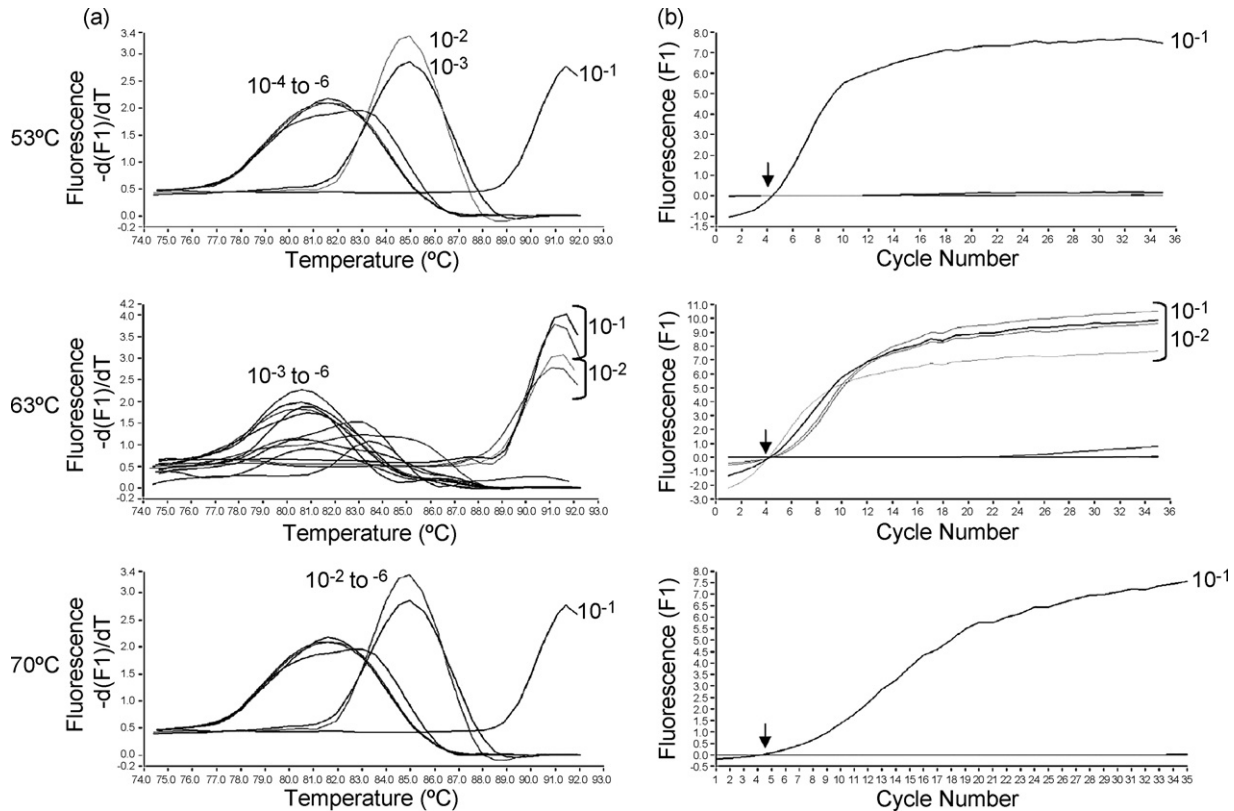 (a)
(b)
53ºC
Fluorescence
-d(F1)/dT
3.4
3.0
2.5
2.0
1.5
1.0
0.5
0.0
-0.2
10-4 to -6
10-2
10-3
10-1
74.0 75.0 76.0 77.0 78.0 79.0 80.0 81.0 82.0 83.0 84.0 85.0 86.0 87.0 88.0 89.0 90.0 91.0 92.0 93.0
Temperature (ºC)
Fluorescence (F1)
8.0
7.0
6.0
5.0
4.0
3.0
2.0
1.0
0.0
-1.0
-1.5
10-1
0 2 4 6 8 10 12 14 16 18 20 22 24 26 28 30 32 34 36
Cycle Number
63ºC
Fluorescence
-d(F1)/dT
4.2
4.0
3.5
3.0
2.5
2.0
1.5
1.0
0.5
0.0
-0.2
10-3 to -6
10-1
10-2
74.0 75.0 76.0 77.0 78.0 79.0 80.0 81.0 82.0 83.0 84.0 85.0 86.0 87.0 88.0 89.0 90.0 91.0 92.0 93.0
Temperature (ºC)
Fluorescence (F1)
11.0
10.0
9.0
8.0
7.0
6.0
5.0
4.0
3.0
2.0
1.0
0.0
-1.0
-2.0
-3.0
10-1
10-2
0 2 4 6 8 10 12 14 16 18 20 22 24 26 28 30 32 34 36
Cycle Number
70ºC
Fluorescence
-d(F1)/dT
3.4
3.0
2.5
2.0
1.5
1.0
0.5
0.0
-0.2
10-2 to -6
10-1
74.0 75.0 76.0 77.0 78.0 79.0 80.0 81.0 82.0 83.0 84.0 85.0 86.0 87.0 88.0 89.0 90.0 91.0 92.0 93.0
Temperature (ºC)
Fluorescence (F1)
8.0
7.5
7.0
6.5
6.0
5.5
5.0
4.5
4.0
3.5
3.0
2.5
2.0
1.5
1.0
0.5
0.0
-0.5
10-1
1 2 3 4 5 6 7 8 9 10 11 12 13 14 15 16 17 18 19 20 21 22 23 24 25 26 27 28 29 30 31 32 33 34 35
Cycle Number